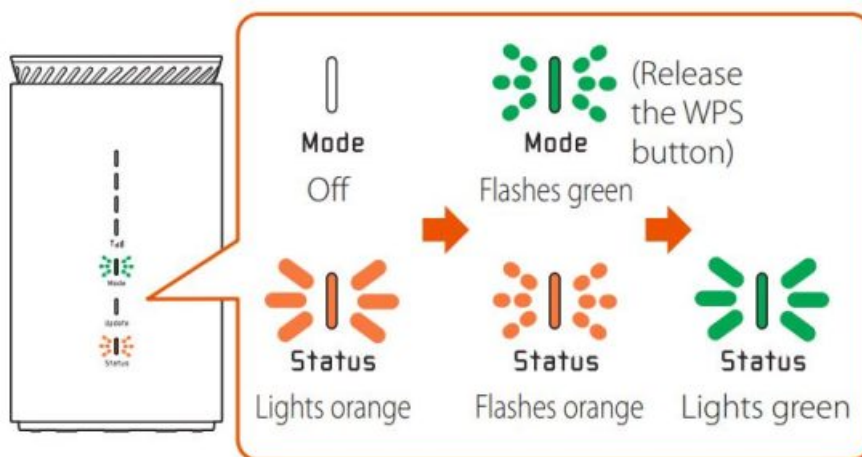 Mode
Update
Status
Mode
Off
Mode
Flashes green
(Release
the WPS
button)
Status
Lights orange
Status
Flashes orange
Status
Lights green